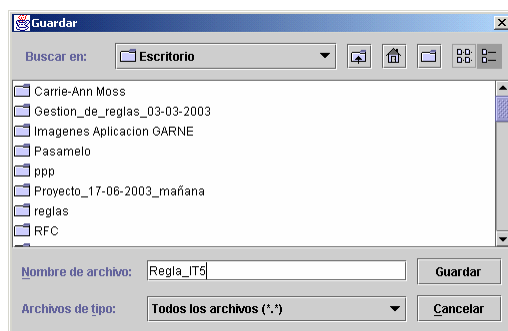 Guardar
Buscar en: Escritorio
Carrie-Ann Moss
Gestion_de_reglas_03-03-2003
Imagenes Aplicacion GARNE
Pasamelo
ppp
Proyecto_17-06-2003_mañana
reglas
RFC
Nombre de archivo: Regla_IT5 Guardar
Archivos de tipo: Todos los archivos (*.*) Cancelar